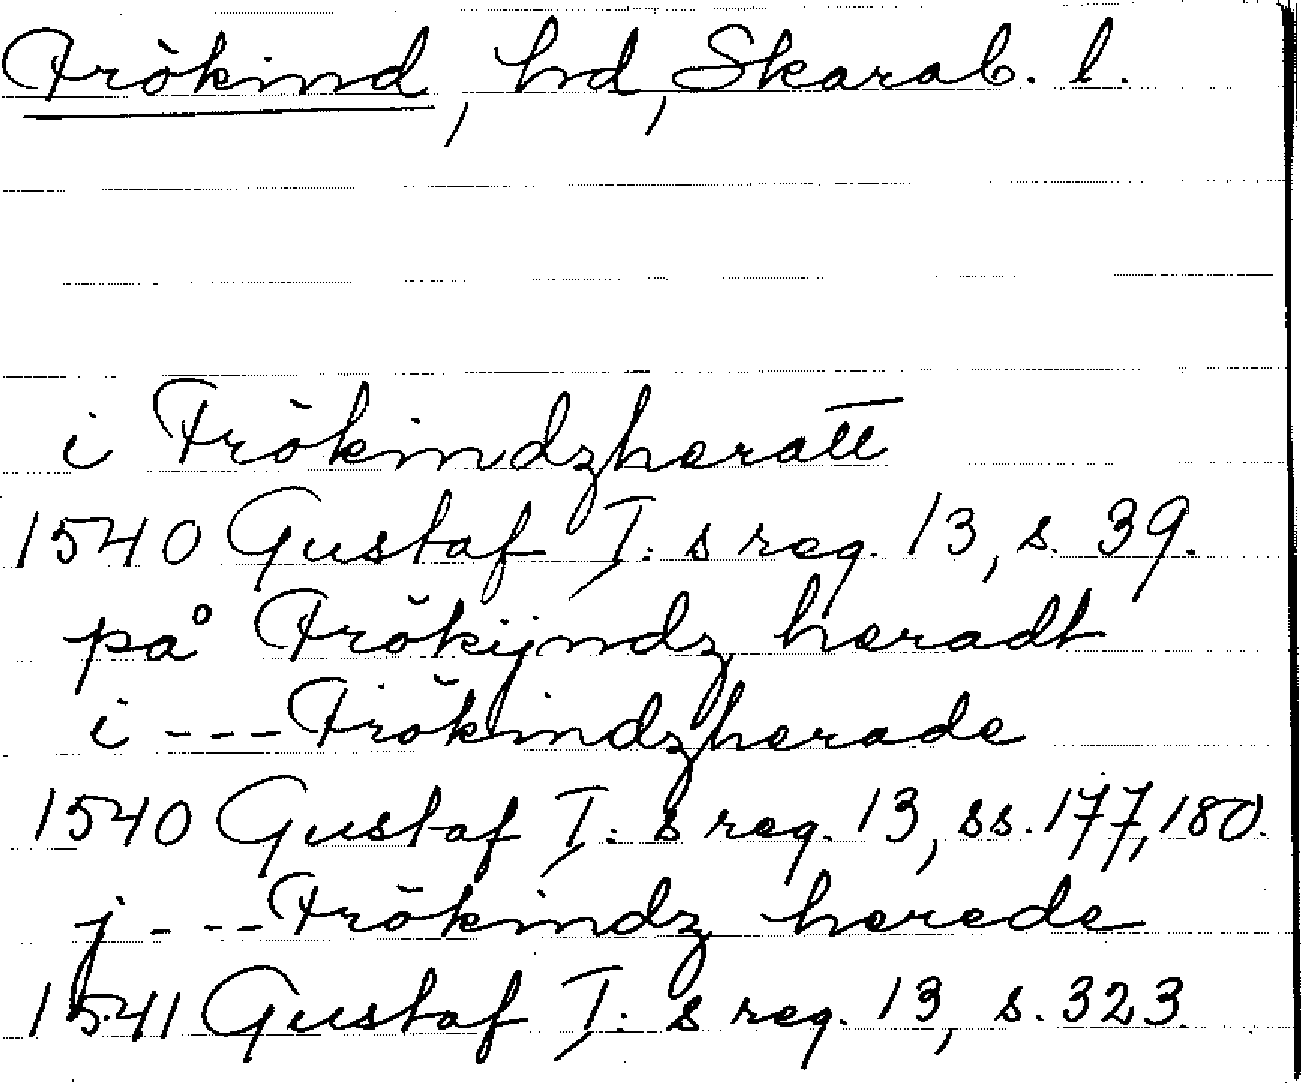 Frökind, hd, Skarab. l.
i Frökindzheratt
1540 Gustaf I: s reg. 13, s. 39.
på Frökijndz heradt
i --- Frökindzherade
1540 Gustaf I: s reg. 13, ss. 177, 180.
j --- Frökindz herede
1541 Gustaf I: s reg. 13, s. 323.